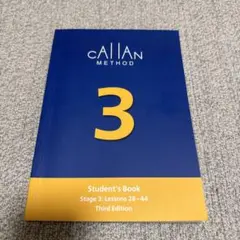 cAllAN
METHOD
3
Student's Book
Stage 3: Lessons 28–44
Third Edition